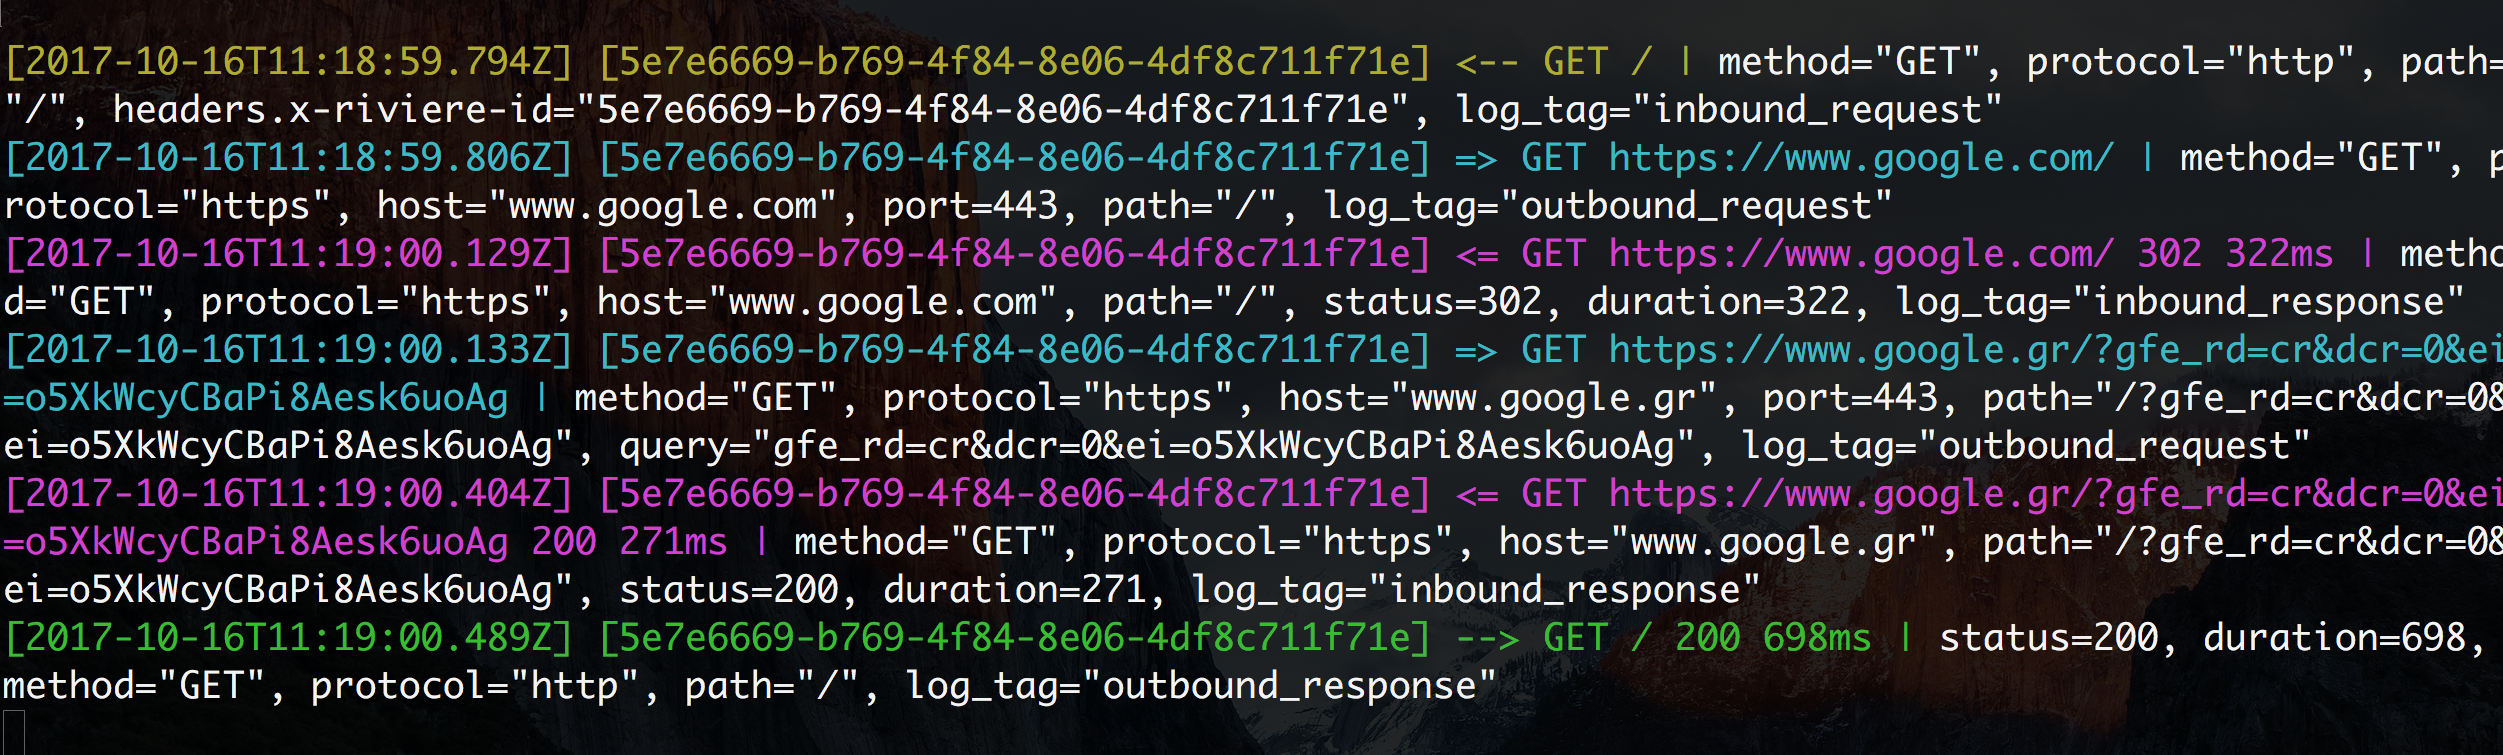 [2017-10-16T11:18:59.794Z] [5e7e6669-b769-4f84-8e06-4df8c711f71e] <-- GET / | method="GET", protocol="http", path=
"/", headers.x-riviere-id="5e7e6669-b769-4f84-8e06-4df8c711f71e", log_tag="inbound_request"
[2017-10-16T11:18:59.806Z] [5e7e6669-b769-4f84-8e06-4df8c711f71e] => GET https://www.google.com/ | method="GET", p
rotocol="https", host="www.google.com", port=443, path="/", log_tag="outbound_request"
[2017-10-16T11:19:00.129Z] [5e7e6669-b769-4f84-8e06-4df8c711f71e] <= GET https://www.google.com/ 302 322ms | metho
d="GET", protocol="https", host="www.google.com", path="/", status=302, duration=322, log_tag="inbound_response"
[2017-10-16T11:19:00.133Z] [5e7e6669-b769-4f84-8e06-4df8c711f71e] => GET https://www.google.gr/?gfe_rd=cr&dcr=0&ei
=o5XkWcyCBaPi8Aesk6uoAg | method="GET", protocol="https", host="www.google.gr", port=443, path="/?gfe_rd=cr&dcr=0&
ei=o5XkWcyCBaPi8Aesk6uoAg", query="gfe_rd=cr&dcr=0&ei=o5XkWcyCBaPi8Aesk6uoAg", log_tag="outbound_request"
[2017-10-16T11:19:00.404Z] [5e7e6669-b769-4f84-8e06-4df8c711f71e] <= GET https://www.google.gr/?gfe_rd=cr&dcr=0&ei
=o5XkWcyCBaPi8Aesk6uoAg 200 271ms | method="GET", protocol="https", host="www.google.gr", path="/?gfe_rd=cr&dcr=0&
ei=o5XkWcyCBaPi8Aesk6uoAg", status=200, duration=271, log_tag="inbound_response"
[2017-10-16T11:19:00.489Z] [5e7e6669-b769-4f84-8e06-4df8c711f71e] --> GET / 200 698ms | status=200, duration=698,
method="GET", protocol="http", path="/", log_tag="outbound_response"